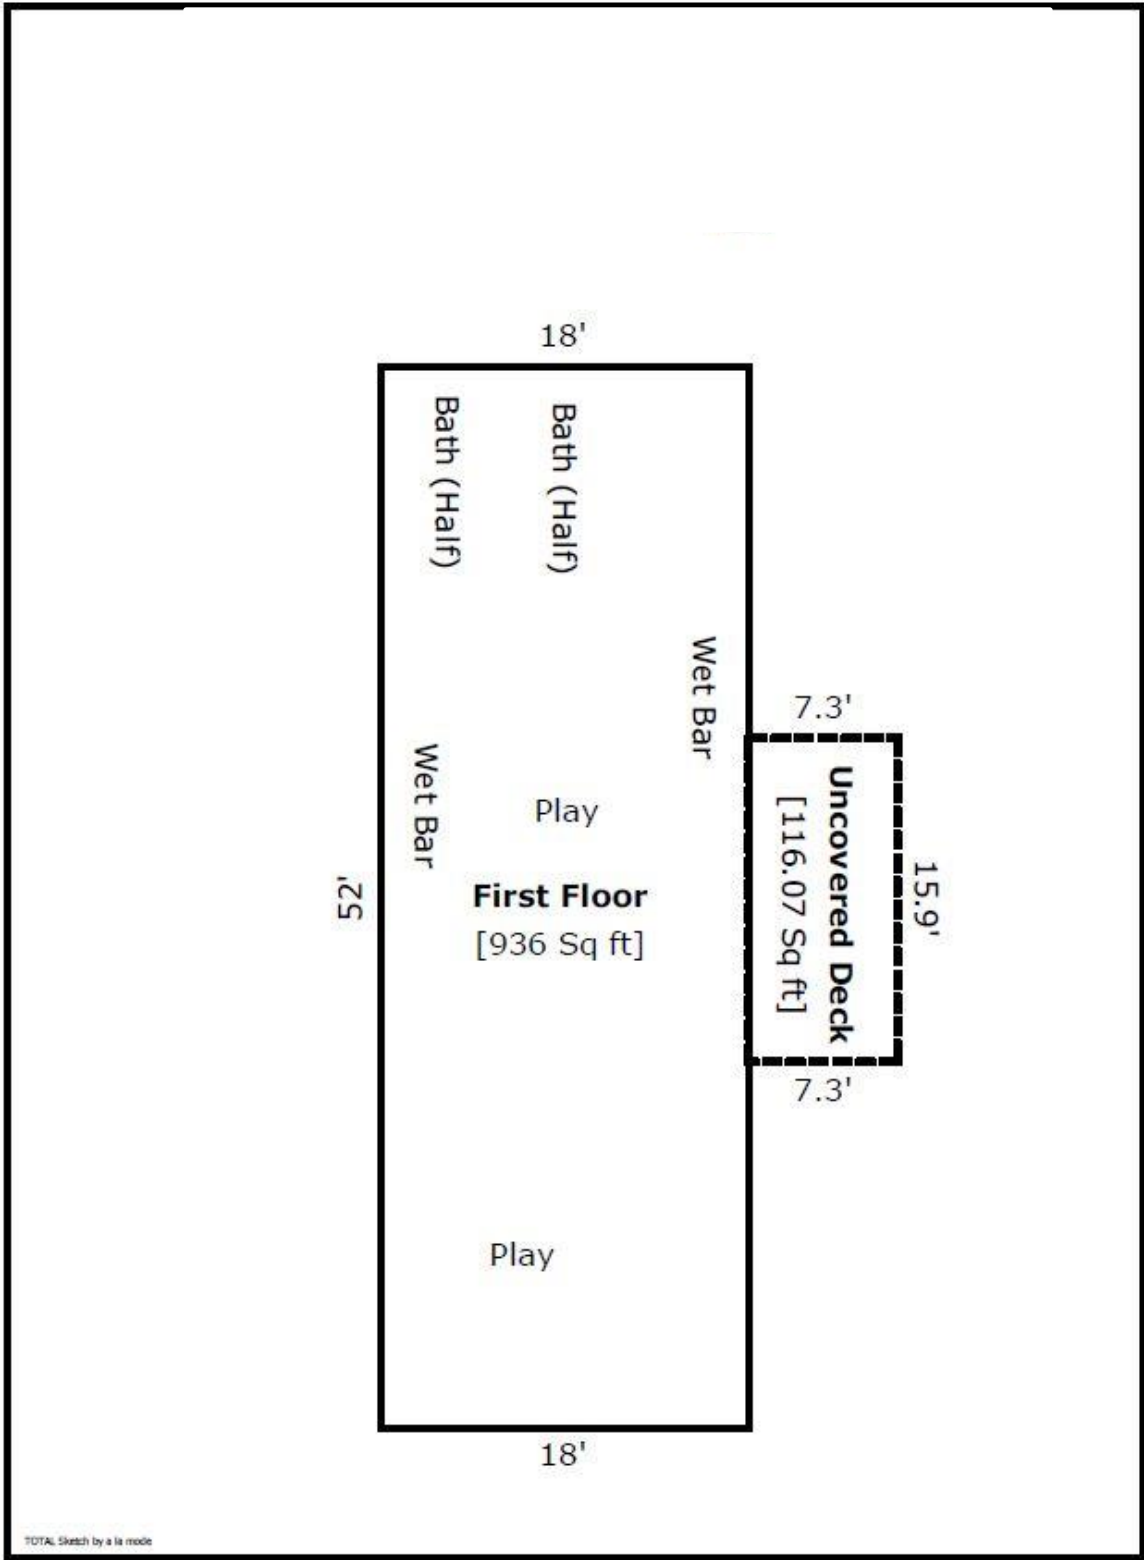 18'
Bath (Half)
Bath (Half)
Wet Bar
7.3'
Wet Bar
Play
Uncovered Deck
[116.07 Sq ft]
15.9'
52'
First Floor
[936 Sq ft]
7.3'
Play
18'
TOTAL Sketch by a la mode